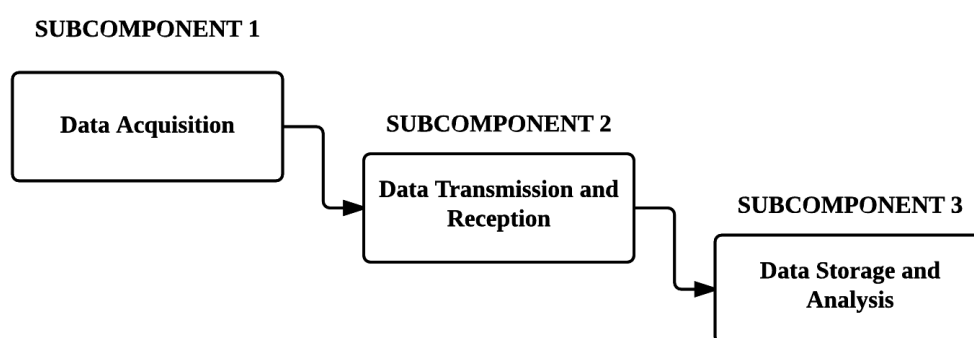 SUBCOMPONENT 1
Data Acquisition
SUBCOMPONENT 2
Data Transmission and
Reception
SUBCOMPONENT 3
Data Storage and
Analysis